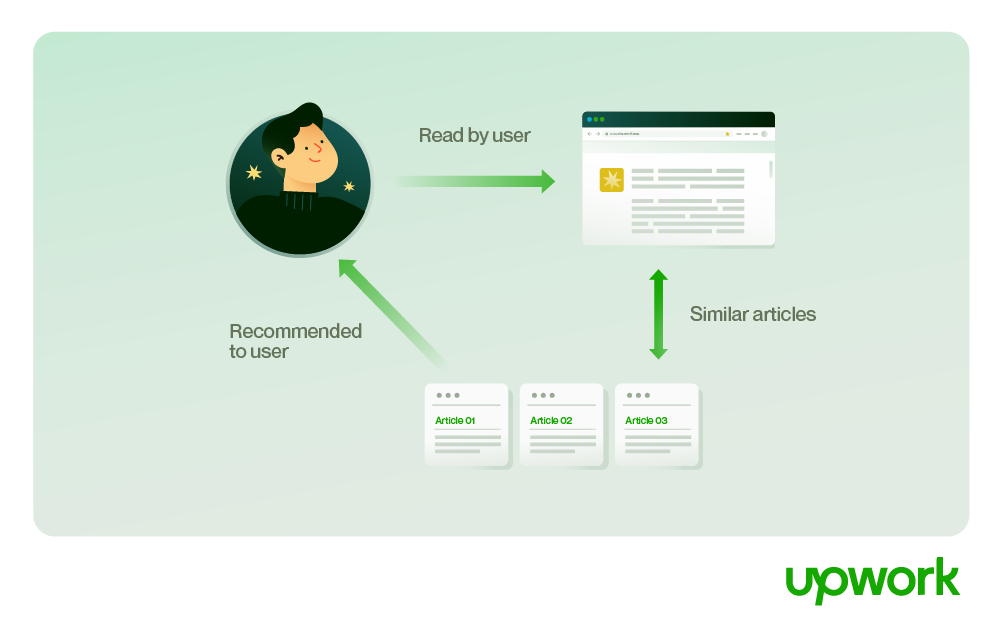 Read by user
Similar articles
Recommended
to user
Article 01
Article 02
Article 03
upwork